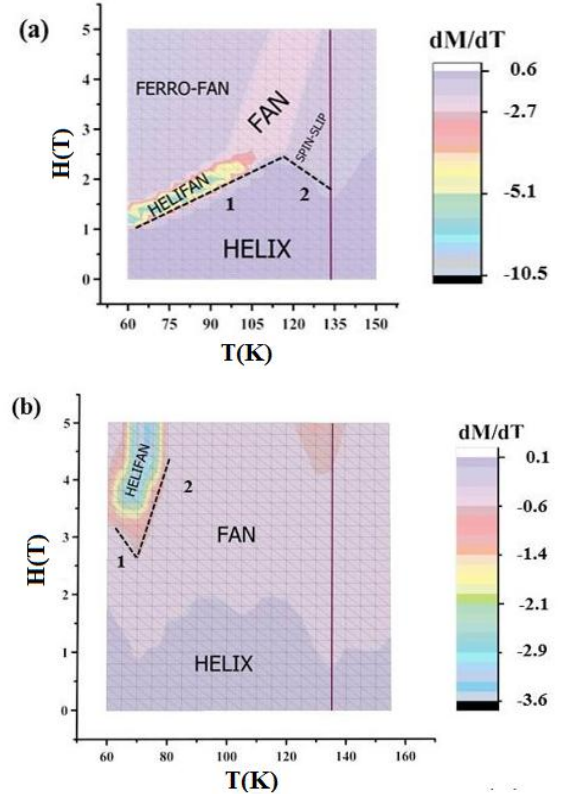 (a)
dM/dT
5
4
3
2
1
0
H(T)
FERRO-FAN
FAN
SPIN-SLIP
HELIFAN
1
2
HELIX
60 75 90 105 120 135 150
T(K)
0.6
-2.7
-5.1
-10.5
(b)
dM/dT
5
4
3
2
1
0
H(T)
HELIFAN
2
1
FAN
HELIX
60 80 100 120 140 160
T(K)
0.1
-0.6
-1.4
-2.1
-2.9
-3.6